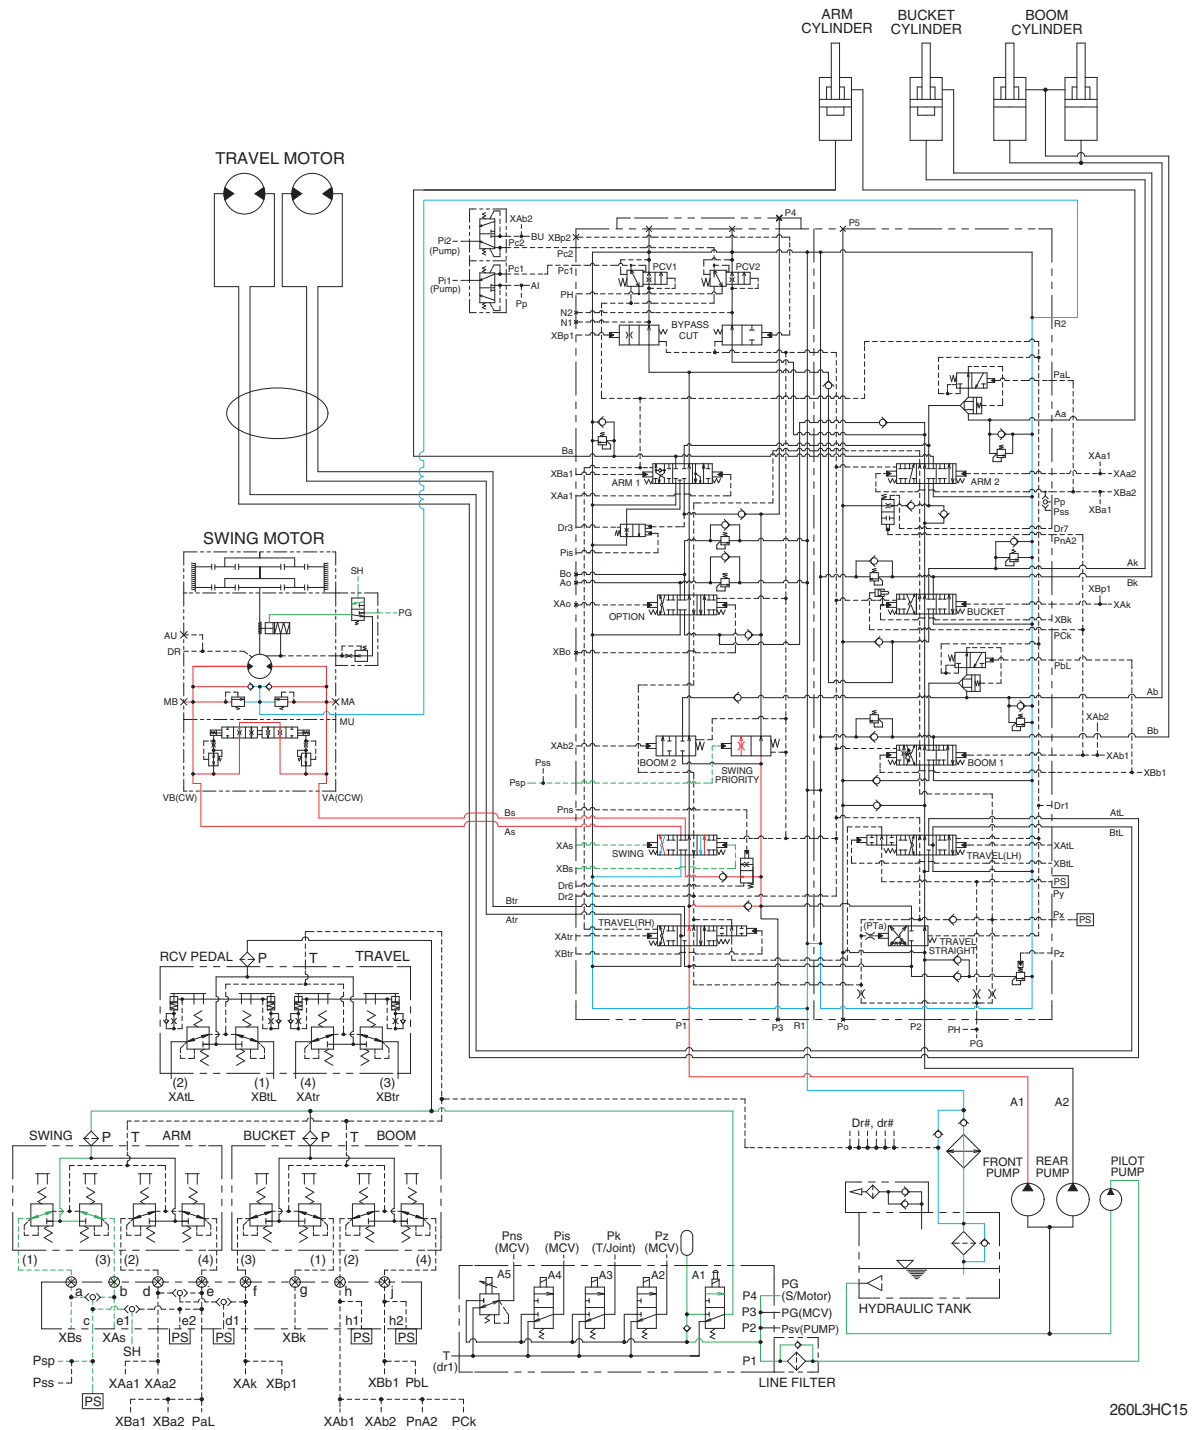 ARM
CYLINDER
BUCKET
CYLINDER
BOOM
CYLINDER
TRAVEL MOTOR
XAb2
BU
Pi2
(Pump)
Pc2
Pc1
Pi1
(Pump)
AI
Pp
XBp2
Pc2
Pc1
PH
N2
N1
XBp1
P4
P5
PCV1
PCV2
BYPASS
CUT
R2
PaL
Aa
Ba
XBa1
ARM 1
XAa1
ARM 2
XAa1
XAa2
XBa2
XBa1
Pp
Pss
Dr3
Pis
Dr7
PnA2
Bo
Ao
XAo
OPTION
XBo
Ak
Bk
XBp1
BUCKET
XAk
XBk
PCk
PbL
SWING MOTOR
SH
PG
AU
DR
MB
MA
MU
VB(CW)
VA(CCW)
Ab
XAb2
Bb
XAb2
BOOM 2
SWING
PRIORITY
BOOM 1
XAb1
XBb1
Pss
Psp
Bs
As
Pns
XAs
SWING
XBs
Dr6
Dr2
Dr1
AtL
BtL
TRAVEL(LH)
XAtL
XBtL
PS
Py
Btr
Atr
TRAVEL(RH)
XAtr
XBtr
(PTa)
TRAVEL
STRAIGHT
Px
PS
Pz
P1
P3
R1
Po
P2
PH
PG
RCV PEDAL
P
T
TRAVEL
(2)
XAtL
(1)
XBtL
(4)
XAtr
(3)
XBtr
SWING
P
T
ARM
BUCKET
P
T
BOOM
(1)
(3)
(2)
(4)
(3)
(1)
(2)
(4)
a
b
d
e
f
g
h
j
c
e1
e2
d1
h1
h2
XBs
XAs
PS
PS
XBk
PS
PS
SH
Psp
Pss
PS
XAa1
XAa2
XAk
XBp1
XBb1
PbL
XBa1
XBa2
PaL
XAb1
XAb2
PnA2
PCk
Dr#, dr#
A1
A2
FRONT
PUMP
REAR
PUMP
PILOT
PUMP
HYDRAULIC TANK
Pns
(MCV)
Pis
(MCV)
Pk
(T/Joint)
Pz
(MCV)
A5
A4
A3
A2
A1
PG
P4
(S/Motor)
P3
PG(MCV)
P2
Psv(PUMP)
P1
T
(dr1)
LINE FILTER
260L3HC15